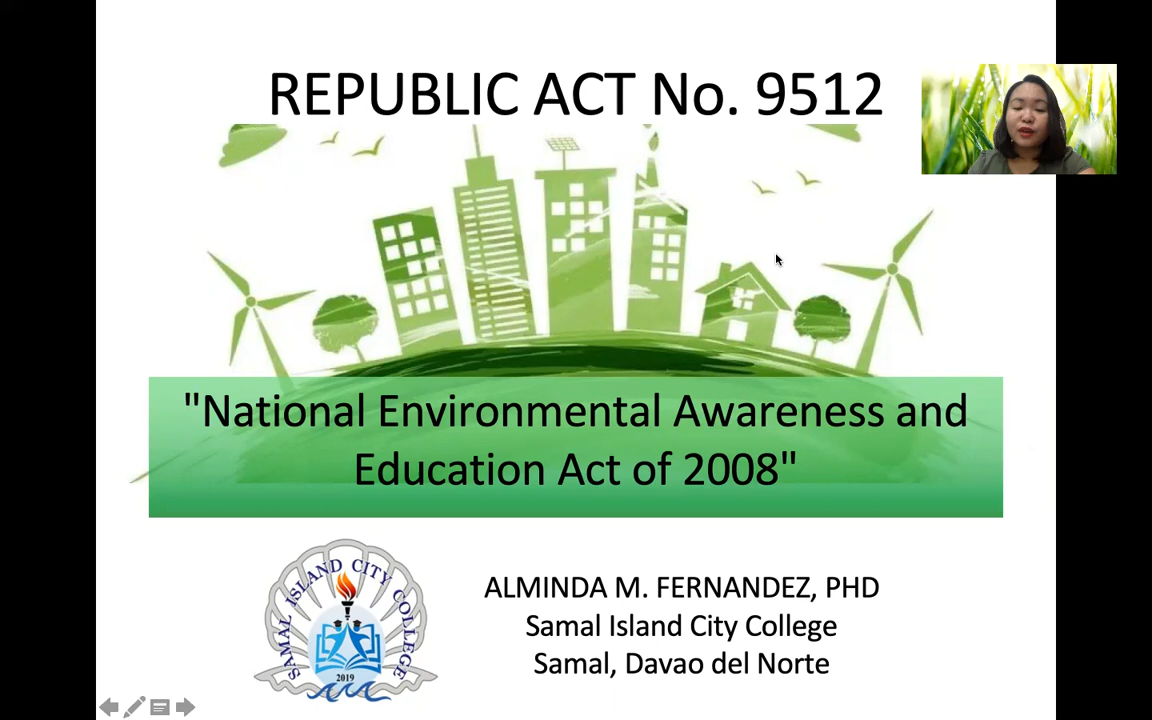 REPUBLIC ACT No. 9512
"National Environmental Awareness and
Education Act of 2008"
SAMAL ISLAND CITY COLLEGE
2019
ALMINDA M. FERNANDEZ, PHD
Samal Island City College
Samal, Davao del Norte